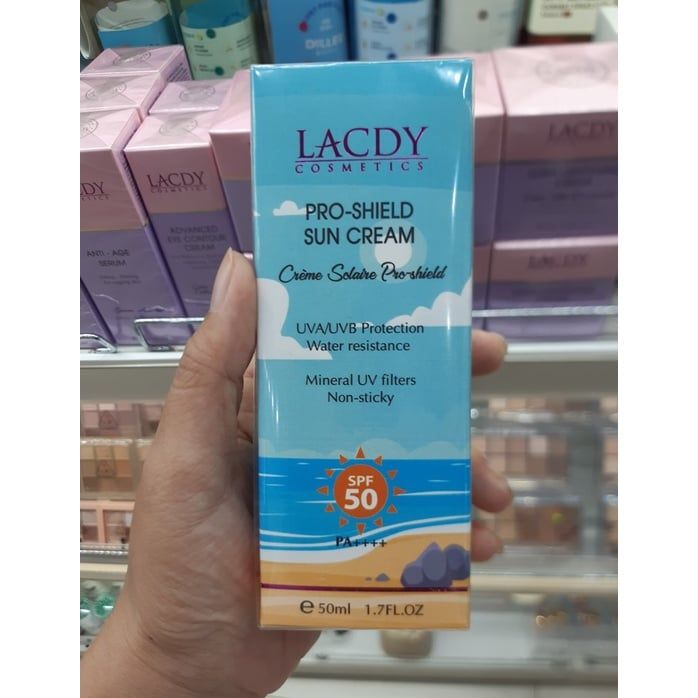 LACDY
COSMETICS
PRO-SHIELD
SUN CREAM
Crème Solaire Pro-shield
UVA/UVB Protection
Water resistance
Mineral UV filters
Non-sticky
SPF
50
PA++++
e 50ml 1.7FL.OZ
LACDY
COSMETICS
ANTI - AGE
SERUM
LACDY
COSMETICS
ADVANCED
EYE CONTOUR
CREAM